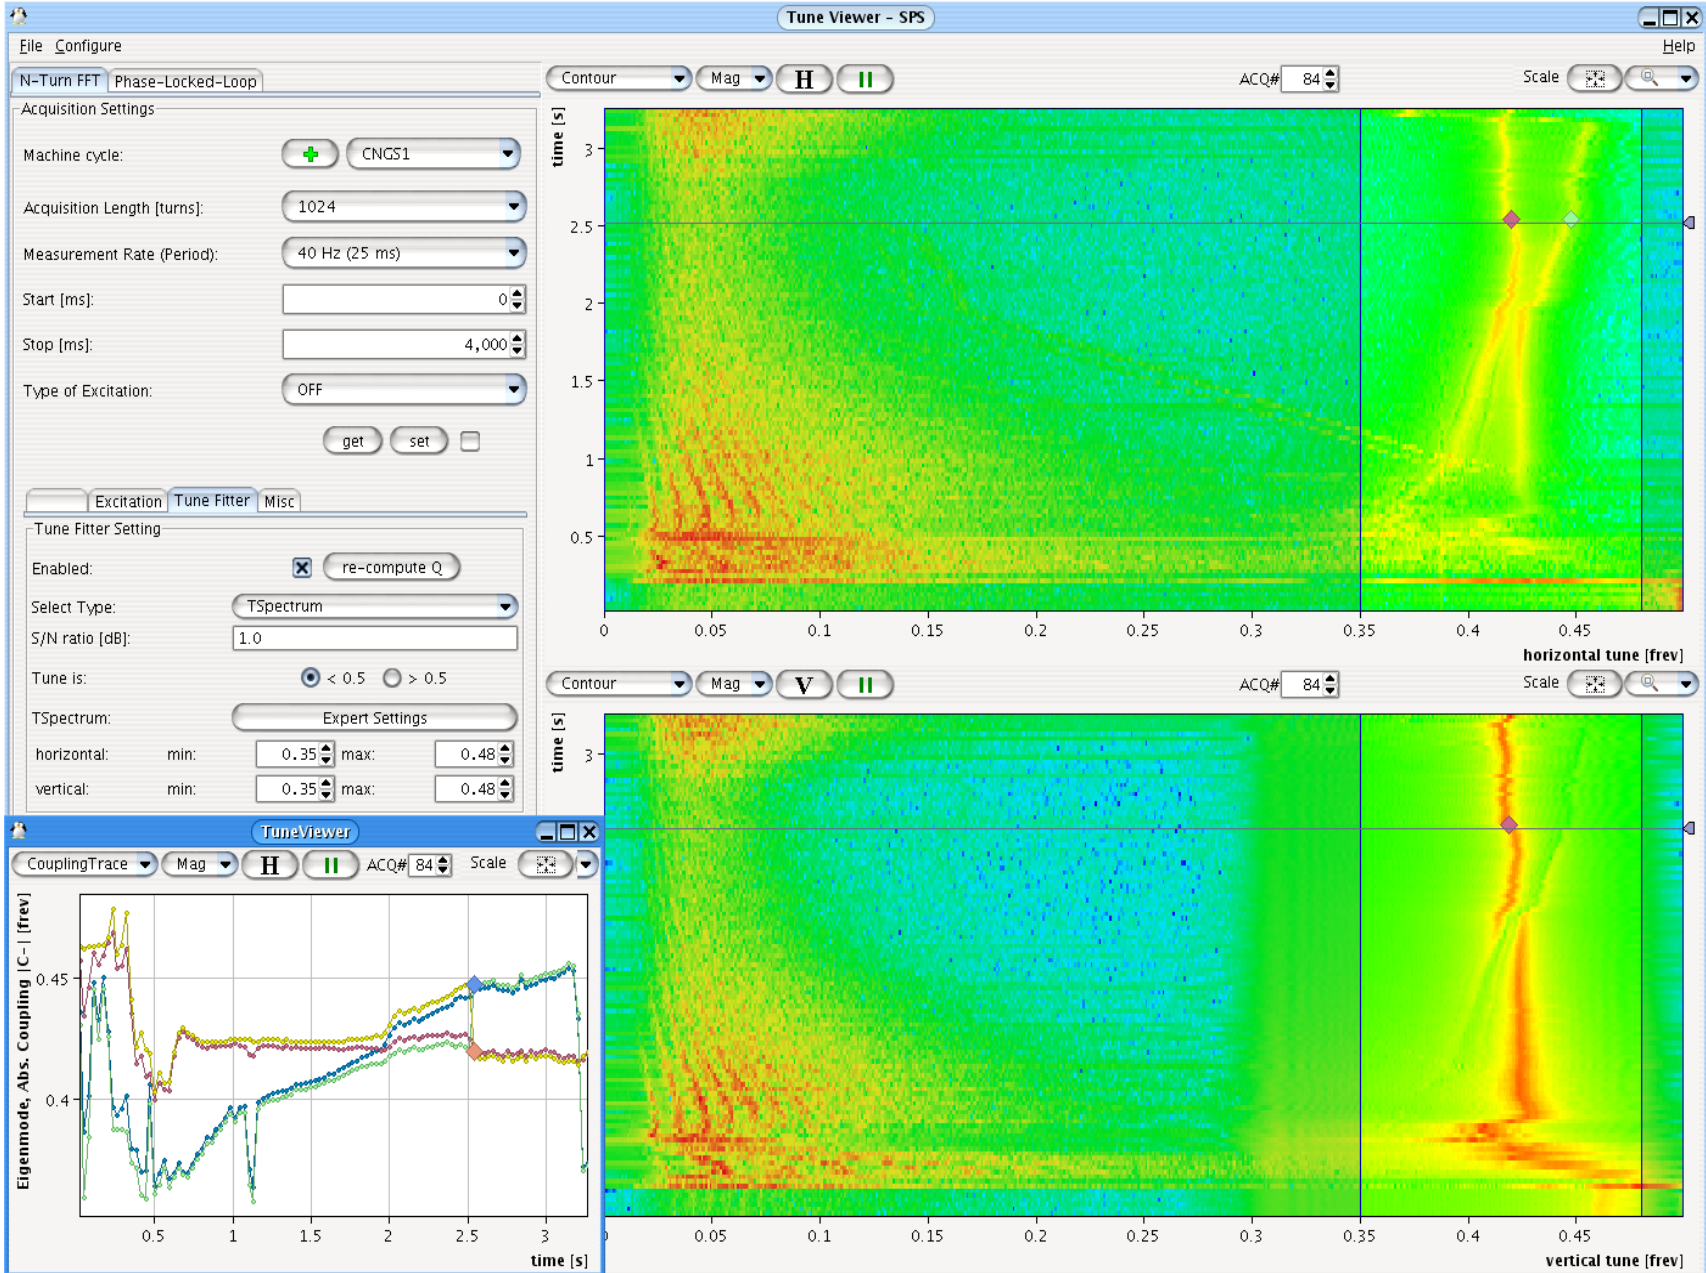 Tune Viewer - SPS
File Configure Help
N-Turn FFT Phase-Locked-Loop
Acquisition Settings
Machine cycle: CNGS1
Acquisition Length [turns]: 1024
Measurement Rate (Period): 40 Hz (25 ms)
Start [ms]: 0
Stop [ms]: 4,000
Type of Excitation: OFF
get set
Excitation Tune Fitter Misc
Tune Fitter Setting
Enabled: re-compute Q
Select Type: TSpectrum
S/N ratio [dB]: 1.0
Tune is: < 0.5 > 0.5
TSpectrum: Expert Settings
horizontal: min: 0.35 max: 0.48
vertical: min: 0.35 max: 0.48
Contour Mag H ACQ# 84 Scale
time [s]
3
2.5
2
1.5
1
0.5
0 0.05 0.1 0.15 0.2 0.25 0.3 0.35 0.4 0.45
horizontal tune [frev]
Contour Mag V ACQ# 84 Scale
time [s]
3
0.05 0.1 0.15 0.2 0.25 0.3 0.35 0.4 0.45
vertical tune [frev]
TuneViewer
CouplingTrace Mag H ACQ# 84 Scale
Eigenmode, Abs. Coupling |C-| [frev]
0.45
0.4
0.5 1 1.5 2 2.5 3
time [s]